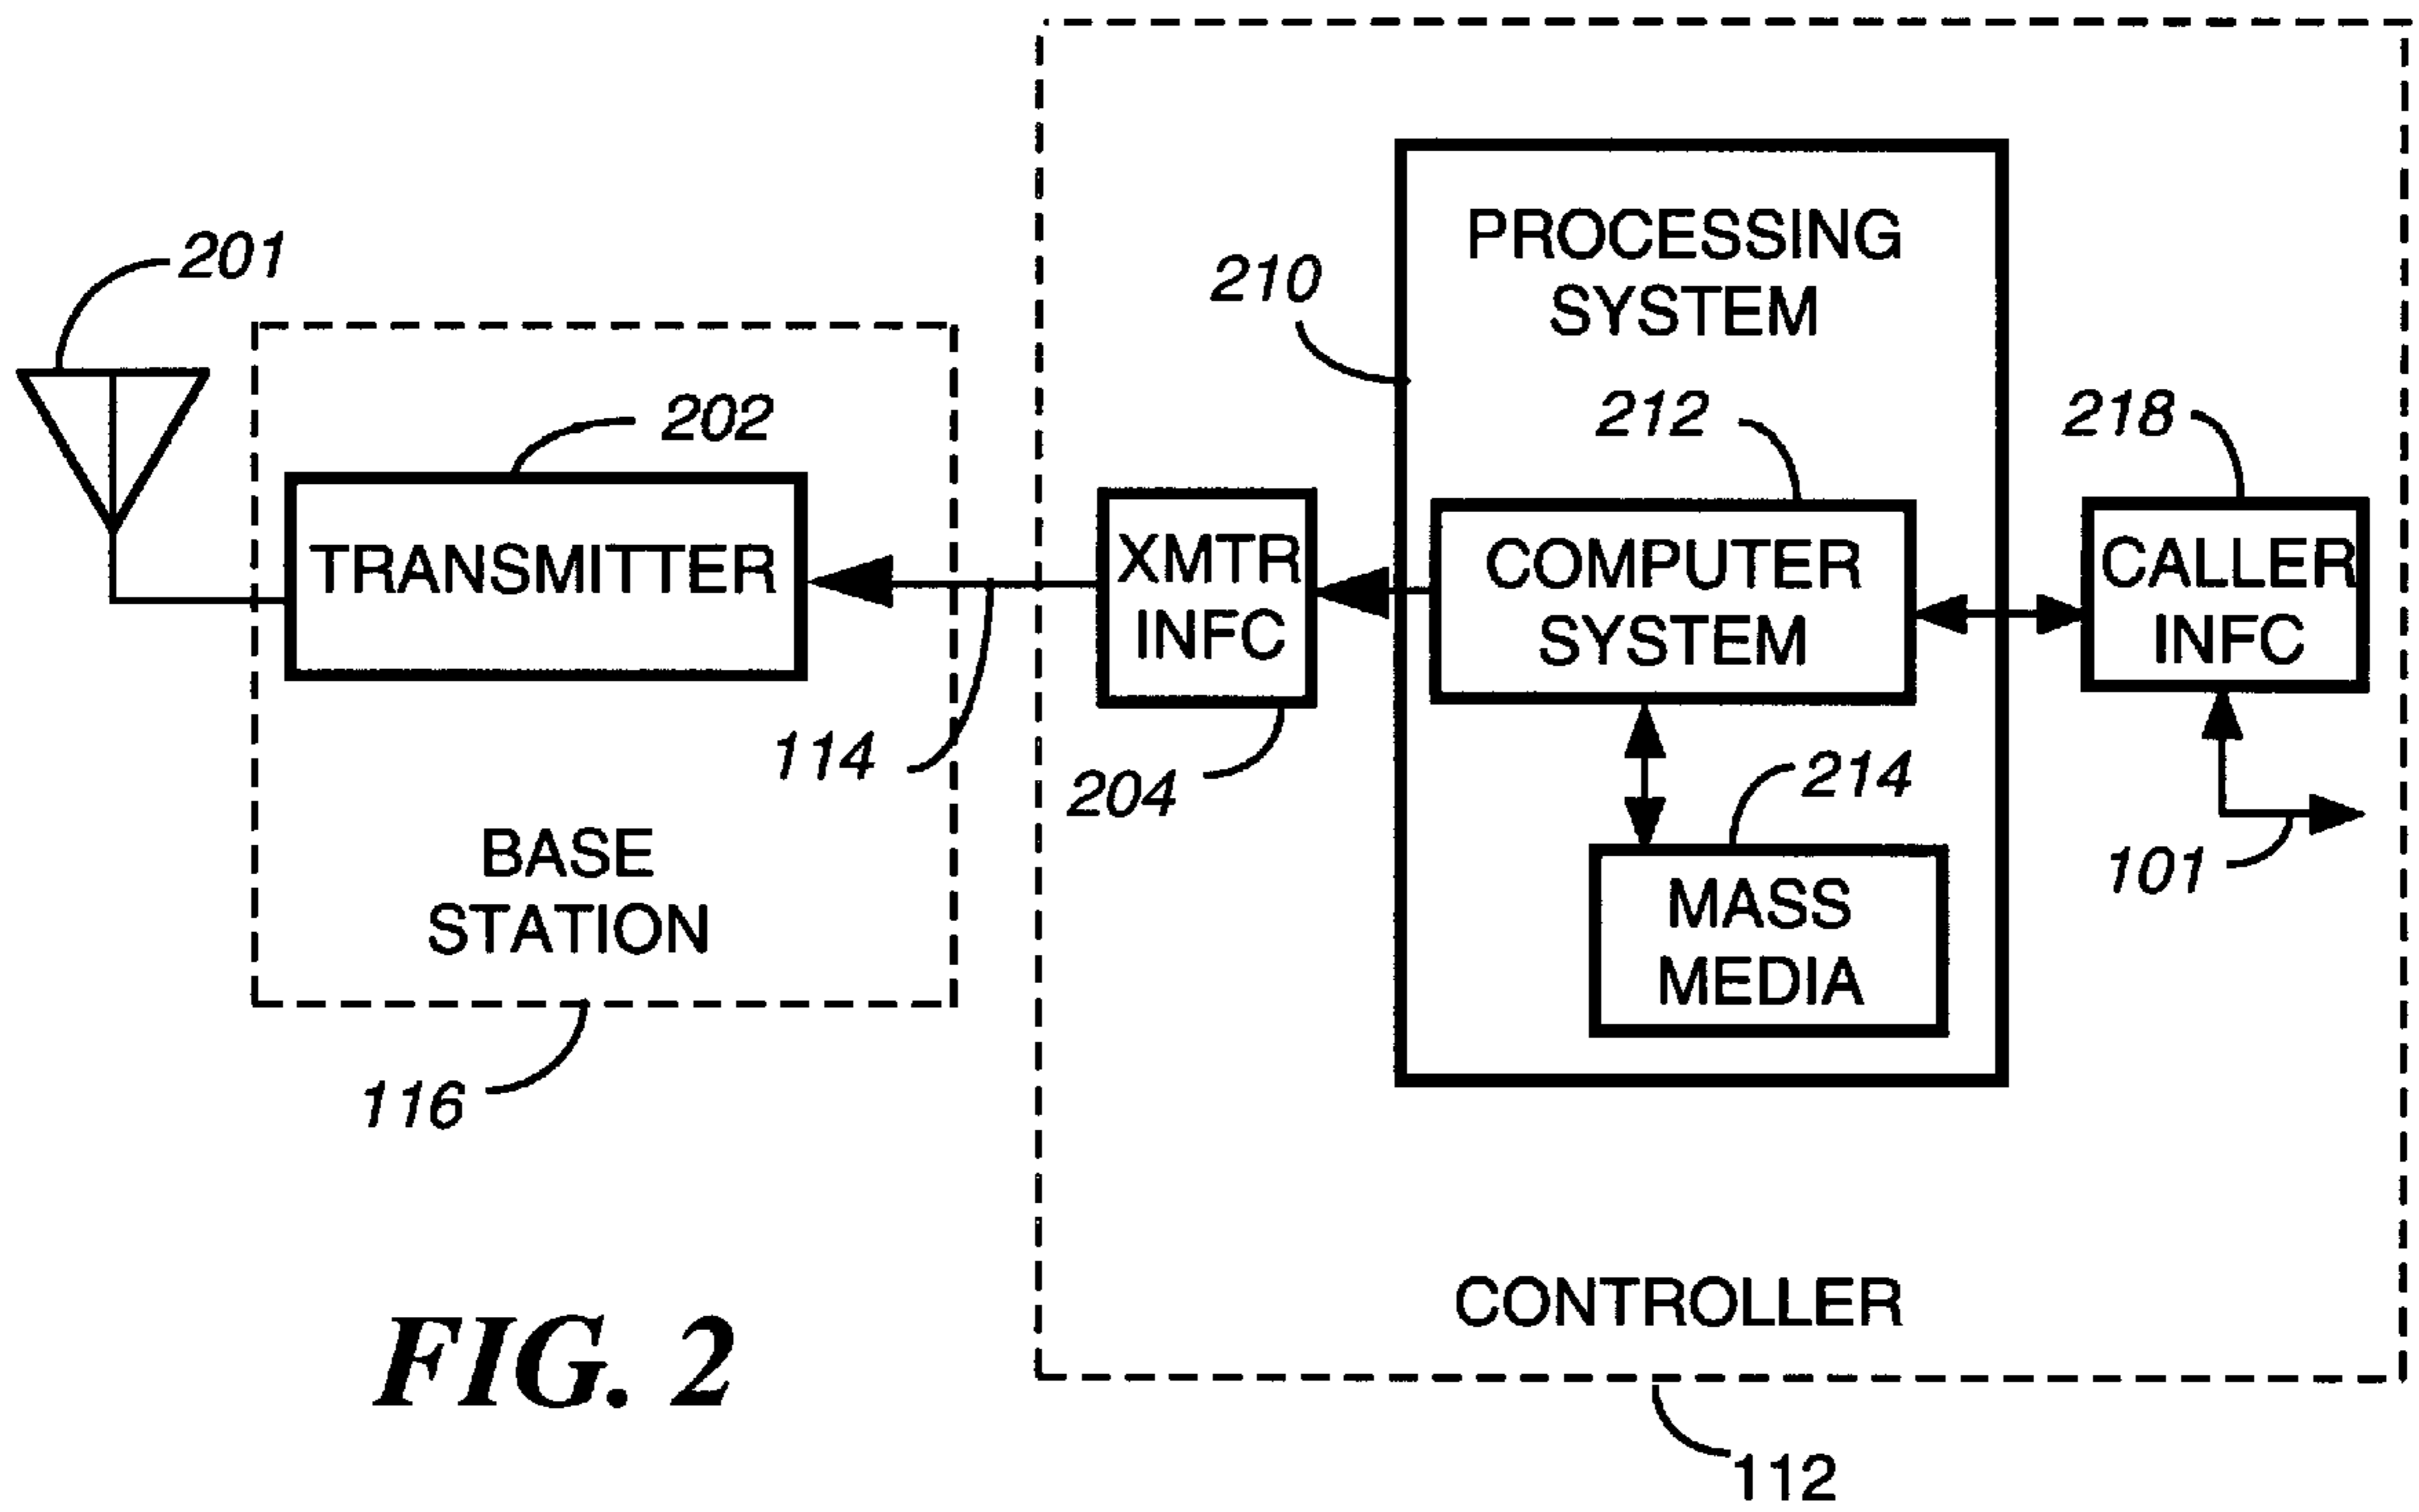 201
202
TRANSMITTER
114
BASE
STATION
116
PROCESSING
SYSTEM
210
212
218
XMTR
INFC
COMPUTER
SYSTEM
CALLER
INFC
204
214
MASS
MEDIA
101
CONTROLLER
112
FIG. 2